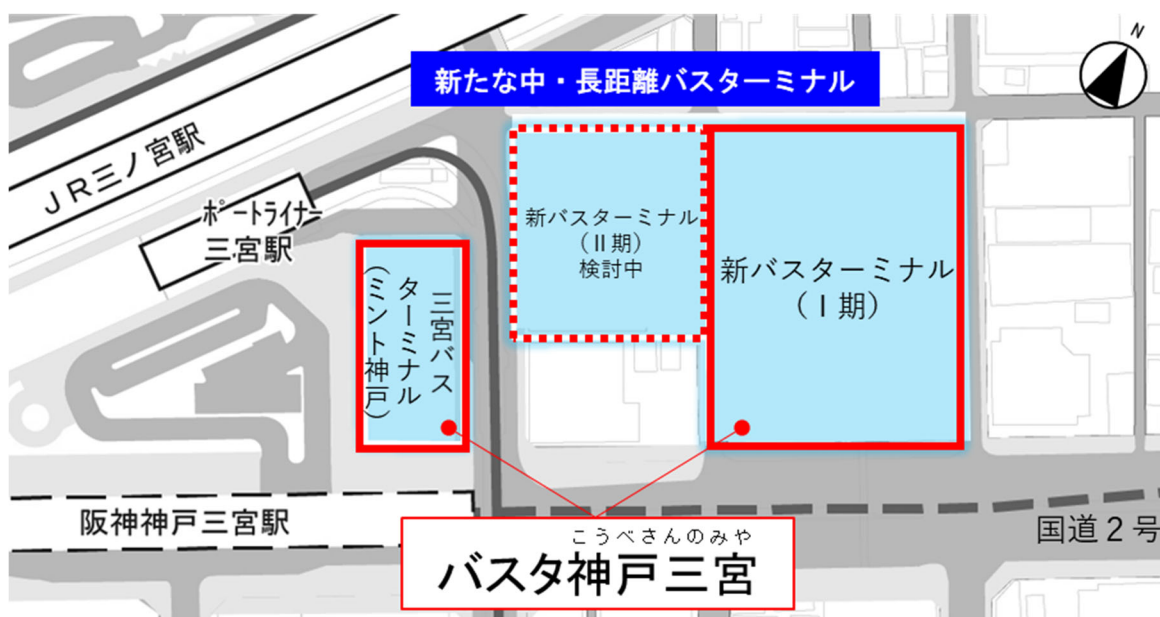 新たな中・長距離バスターミナル
N
JR三ノ宮駅
ポートライナー
三宮駅
新バスターミナル
(Ⅱ期)
検討中
新バスターミナル
(Ⅰ期)
三宮バス
ターミナル
(ミント神戸)
阪神神戸三宮駅
国道2号
こうべさんのみや
バスタ神戸三宮